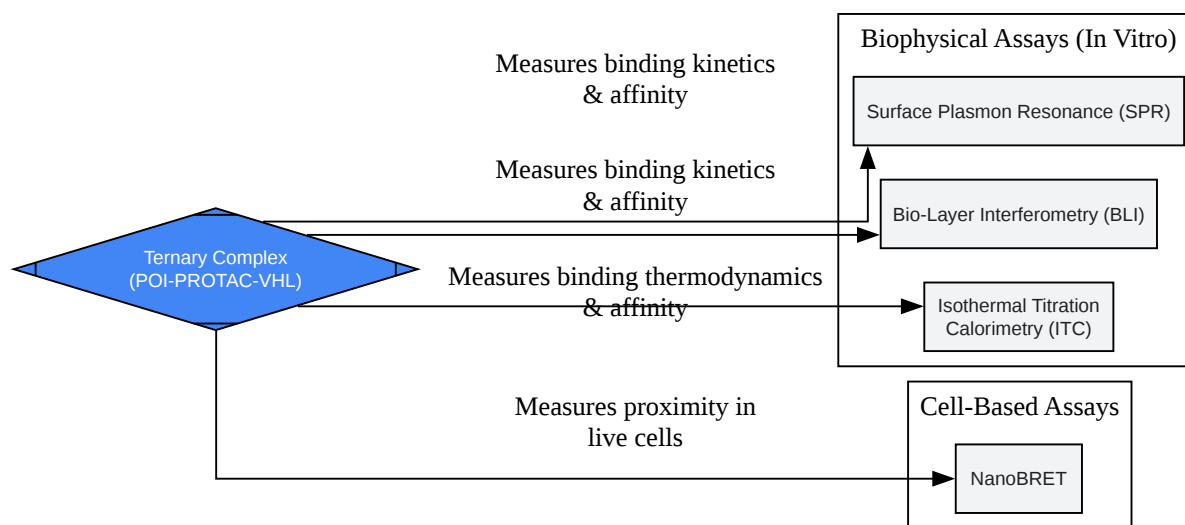 Biophysical Assays (In Vitro)
Measures binding kinetics
& affinity
Surface Plasmon Resonance (SPR)
Measures binding kinetics
& affinity
Bio-Layer Interferometry (BLI)
Ternary Complex
(POI-PROTAC-VHL)
Measures binding thermodynamics
& affinity
Isothermal Titration
Calorimetry (ITC)
Measures proximity in
live cells
Cell-Based Assays
NanoBRET